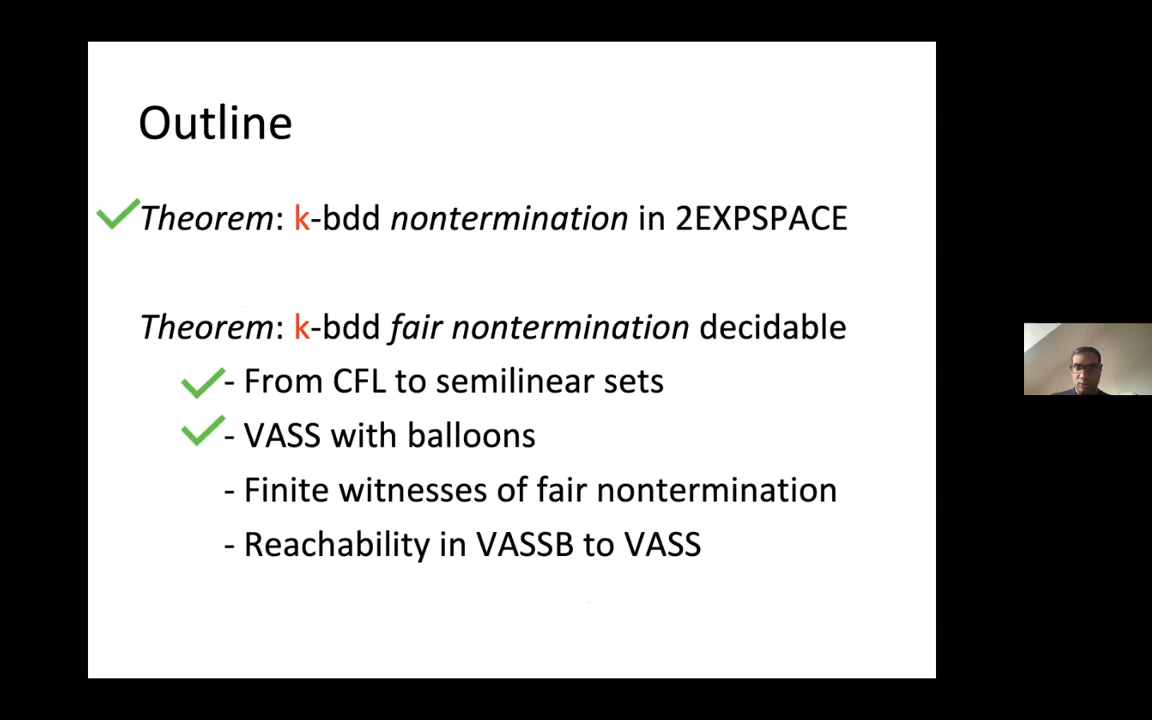 Outline
Theorem: k-bdd nontermination in 2EXPSPACE
Theorem: k-bdd fair nontermination decidable
- From CFL to semilinear sets
- VASS with balloons
- Finite witnesses of fair nontermination
- Reachability in VASSB to VASS